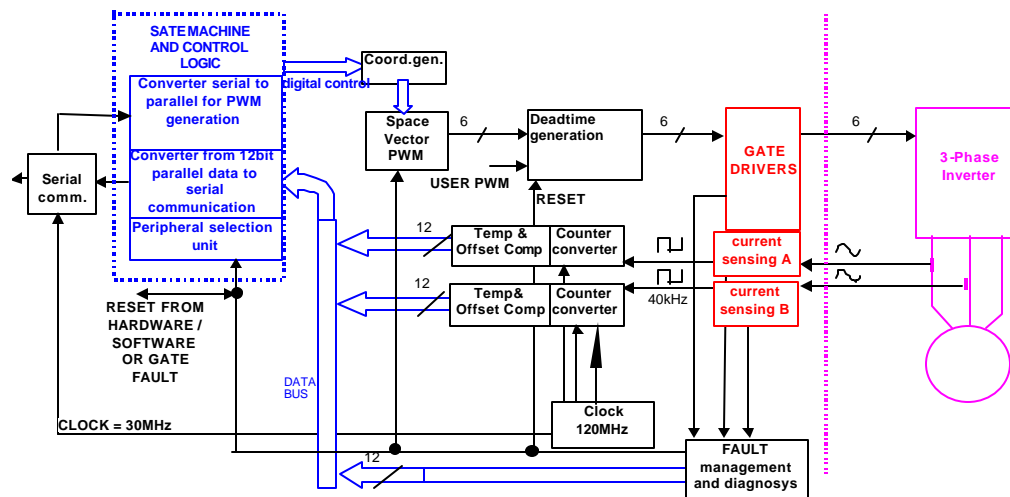 SATE MACHINE
AND CONTROL
LOGIC
Converter serial to
parallel for PWM
generation
Converter from 12bit
parallel data to
serial
communication
Peripheral selection
unit
Serial
comm.
digital control
Coord.gen.
Space
Vector
PWM
6
Deadtime
generation
USER PWM
RESET
6
GATE
DRIVERS
6
3-Phase
Inverter
12
Temp &
Offset Comp
Counter
converter
current
sensing A
12
Temp&
Offset Comp
Counter
converter
40kHz
current
sensing B
RESET FROM
HARDWARE /
SOFTWARE
OR GATE
FAULT
DATA
BUS
CLOCK = 30MHz
Clock
120MHz
12
FAULT
management
and diagnosys